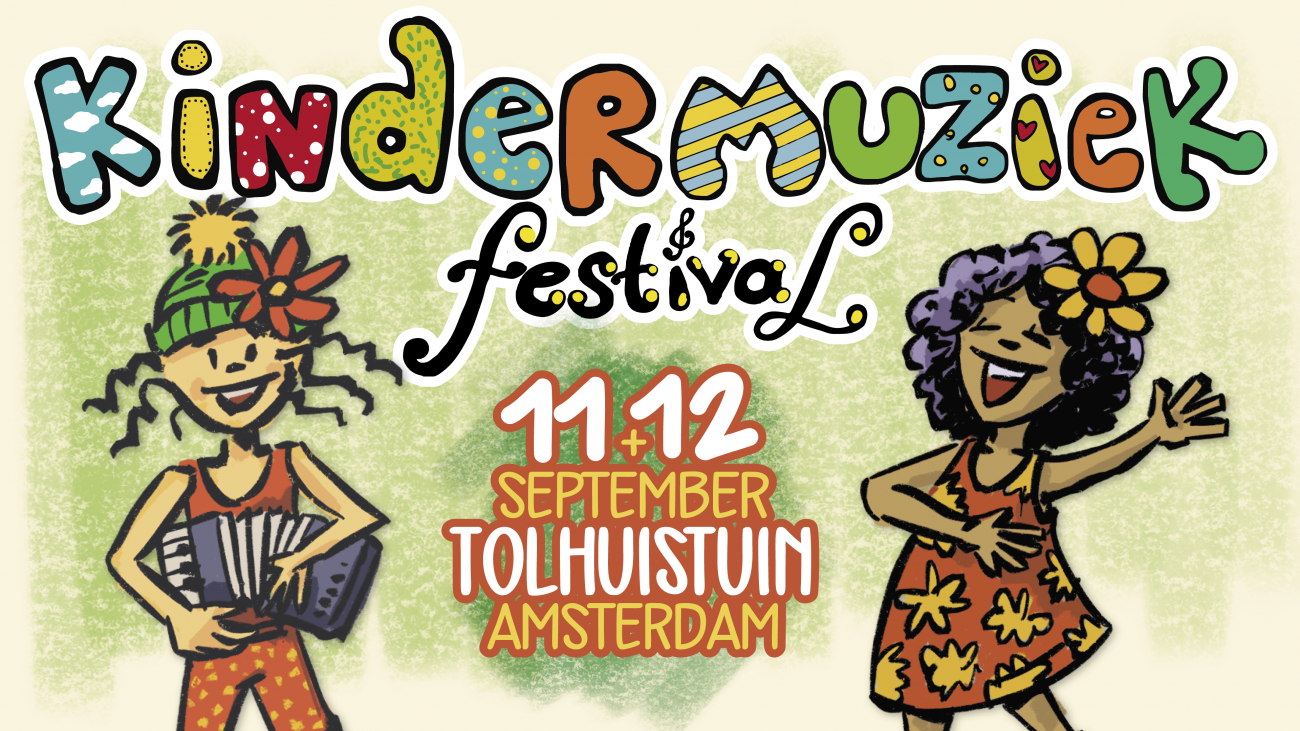 KindeRMuZieK
festival
11+12
SEPTEMBER
TOLHUISTUIN
AMSTERDAM